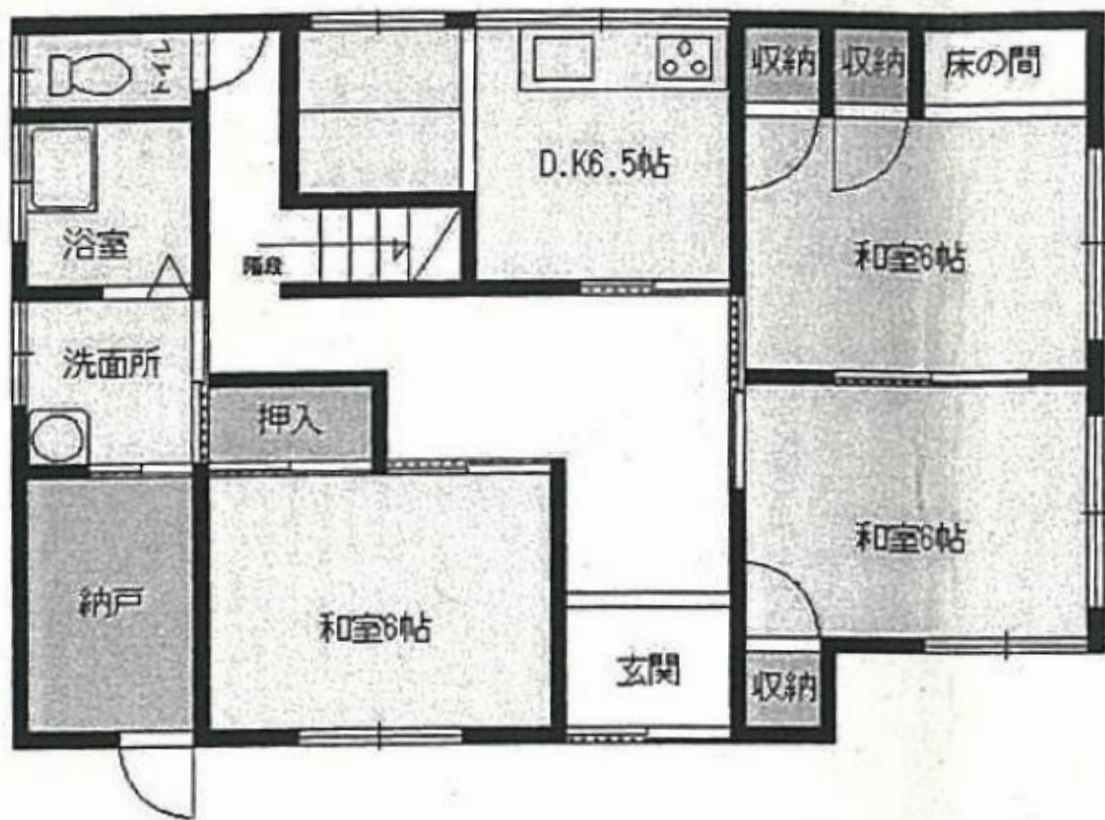 トイレ
収納
収納
床の間
D.K6.5帖
浴室
階段
和室6帖
洗面所
押入
和室6帖
納戸
和室6帖
玄関
収納